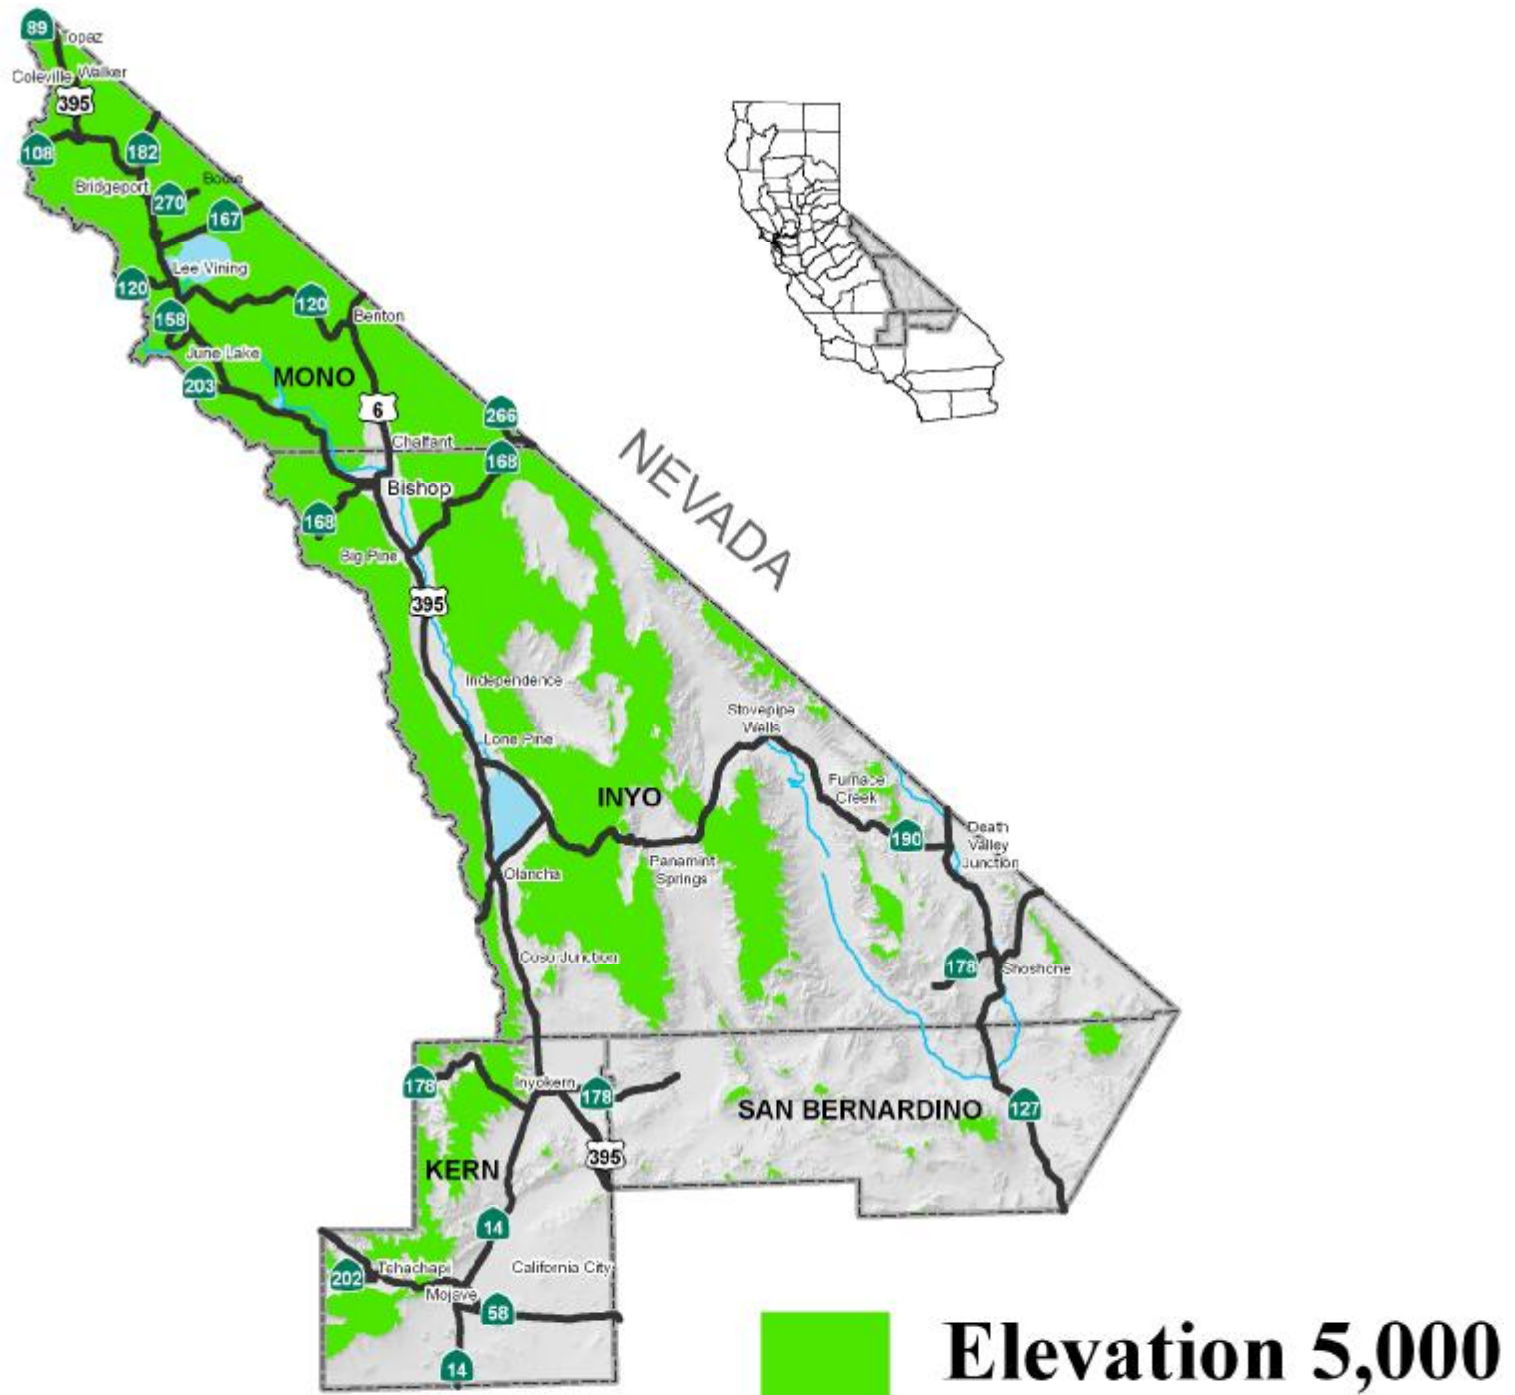 89
Topaz
Coleville Walker
395
108
182
Bridgeport
270
Bodie
167
Lee Vining
120
120
158
Benton
June Lake
MONO
203
6
266
Chalfant
168
NEVADA
Bishop
168
Big Pine
395
Independence
Stovepipe
Wells
Lone Pine
INYO
Furnace
Creek
190
Death
Valley
Junction
Panamint
Springs
Olancha
Coso Junction
178
Shoshone
178
Inyokern
178
SAN BERNARDINO
127
395
KERN
14
202
Tehachapi
California City
Mojave
58
14
Elevation 5,000